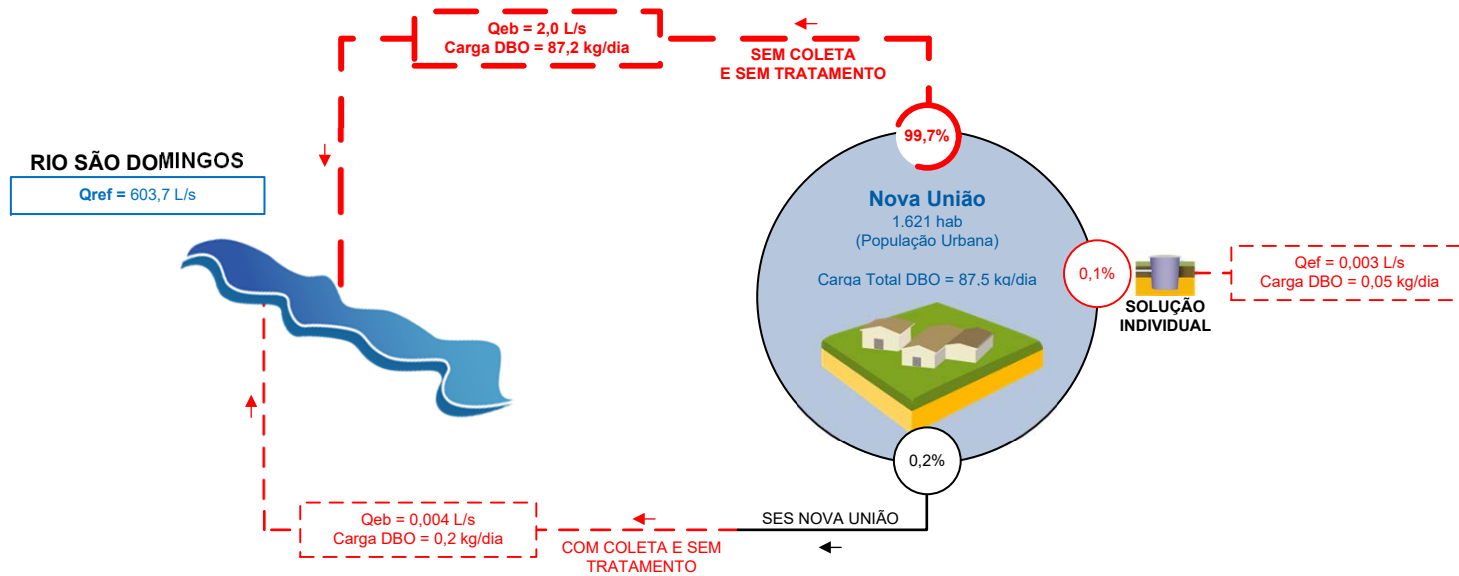 Qeb = 2,0 L/s
Carga DBO = 87,2 kg/dia
SEM COLETA
E SEM TRATAMENTO
99,7%
RIO SÃO DOMINGOS
Qref = 603,7 L/s
Nova União
1.621 hab
(População Urbana)
Carga Total DBO = 87,5 kg/dia
0,1%
SOLUÇÃO
INDIVIDUAL
Qef = 0,003 L/s
Carga DBO = 0,05 kg/dia
0,2%
SES NOVA UNIÃO
Qeb = 0,004 L/s
Carga DBO = 0,2 kg/dia
COM COLETA E SEM
TRATAMENTO